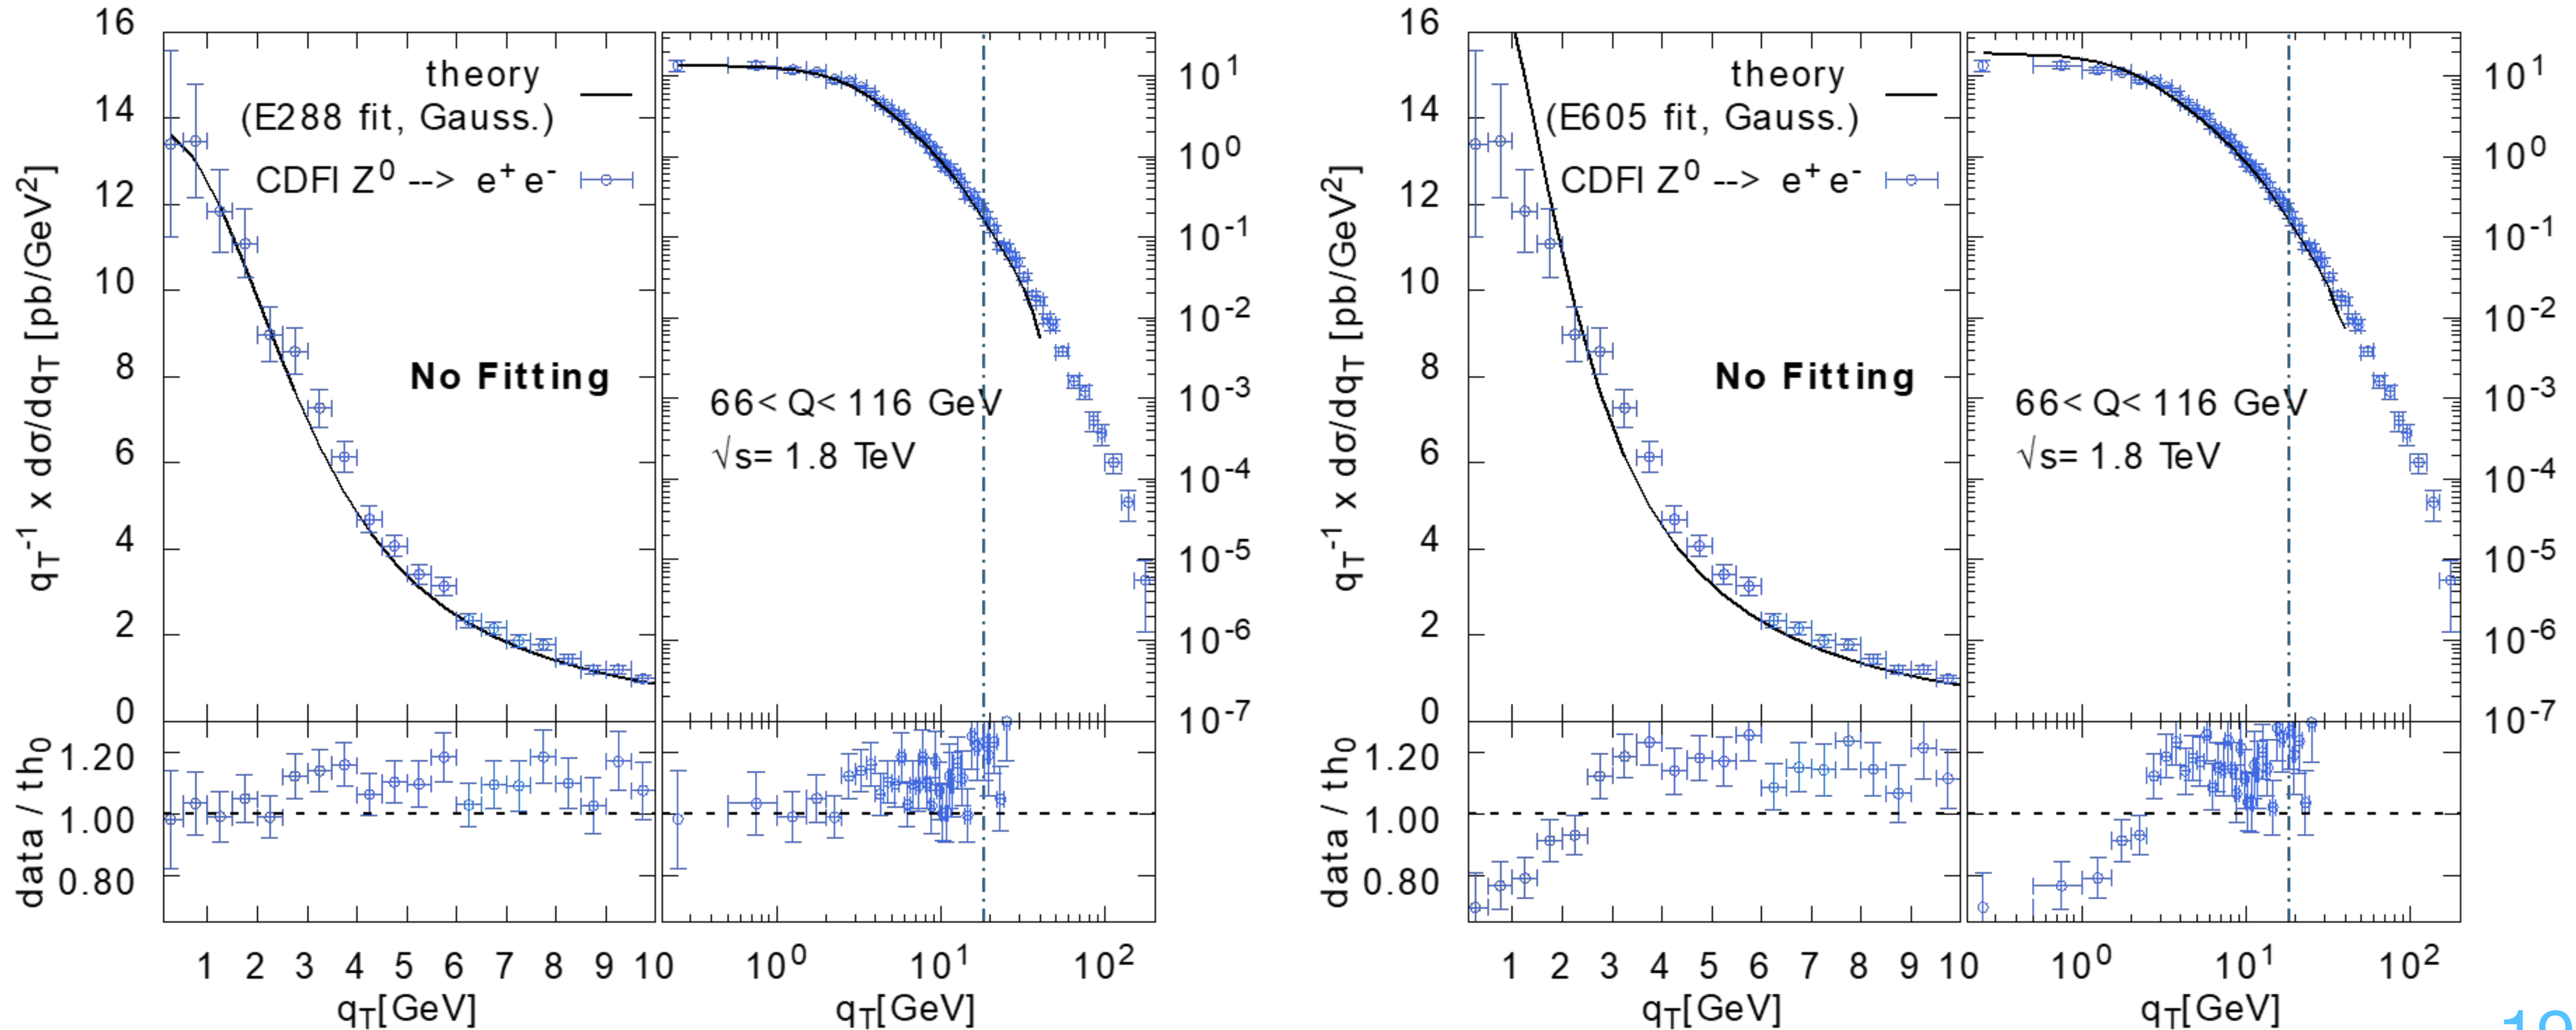 16
14
12
10
8
6
4
2
0
q_T^-1 x dσ/dq_T [pb/GeV^2]
theory
(E288 fit, Gauss.)
CDFI Z^0 --> e^+ e^-
No Fitting
66< Q< 116 GeV
√s= 1.8 TeV
10^1
10^0
10^-1
10^-2
10^-3
10^-4
10^-5
10^-6
10^-7
data / th_0
1.20
1.00
0.80
1 2 3 4 5 6 7 8 9 10
q_T[GeV]
10^0 10^1 10^2
q_T[GeV]
16
14
12
10
8
6
4
2
0
q_T^-1 x dσ/dq_T [pb/GeV^2]
theory
(E605 fit, Gauss.)
CDFI Z^0 --> e^+ e^-
No Fitting
66< Q< 116 GeV
√s= 1.8 TeV
10^1
10^0
10^-1
10^-2
10^-3
10^-4
10^-5
10^-6
10^-7
data / th_0
1.20
1.00
0.80
1 2 3 4 5 6 7 8 9 10
q_T[GeV]
10^0 10^1 10^2
q_T[GeV]